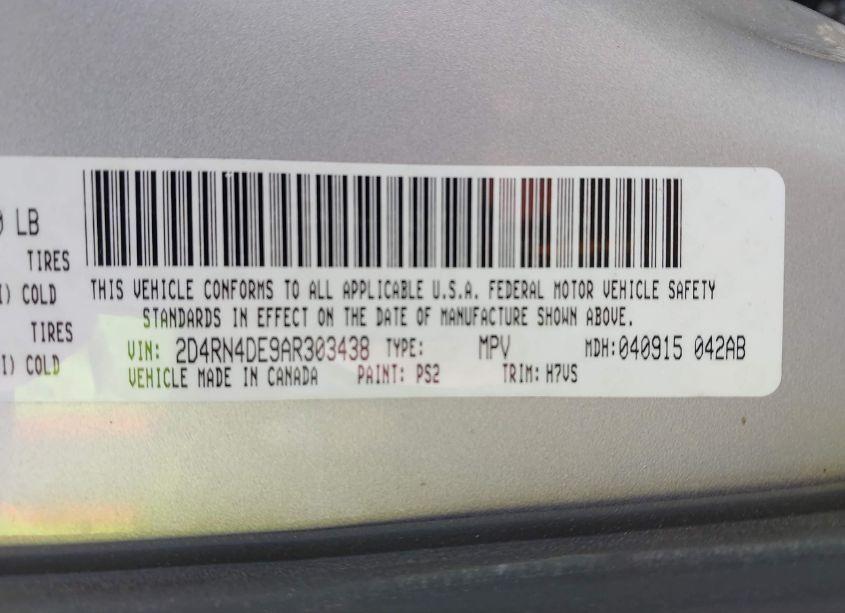 LB
TIRES
COLD
TIRES
COLD
THIS VEHICLE CONFORMS TO ALL APPLICABLE U.S.A. FEDERAL MOTOR VEHICLE SAFETY
STANDARDS IN EFFECT ON THE DATE OF MANUFACTURE SHOWN ABOVE.
VIN: 2D4RN4DE9AR303438 TYPE: MPV MDH:040915 042AB
VEHICLE MADE IN CANADA PAINT: PS2 TRIM: H7VS